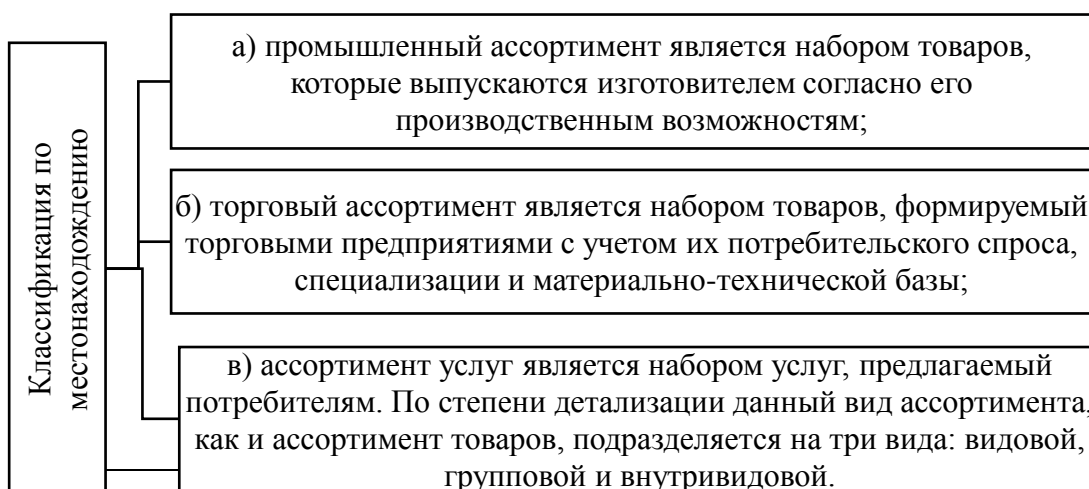 Классификация по
местонаходождению
а) промышленный ассортимент является набором товаров,
которые выпускаются изготовителем согласно его
производственным возможностям;
б) торговый ассортимент является набором товаров, формируемый
торговыми предприятиями с учетом их потребительского спроса,
специализации и материально-технической базы;
в) ассортимент услуг является набором услуг, предлагаемый
потребителям. По степени детализации данный вид ассортимента,
как и ассортимент товаров, подразделяется на три вида: видовой,
групповой и внутривидовой.